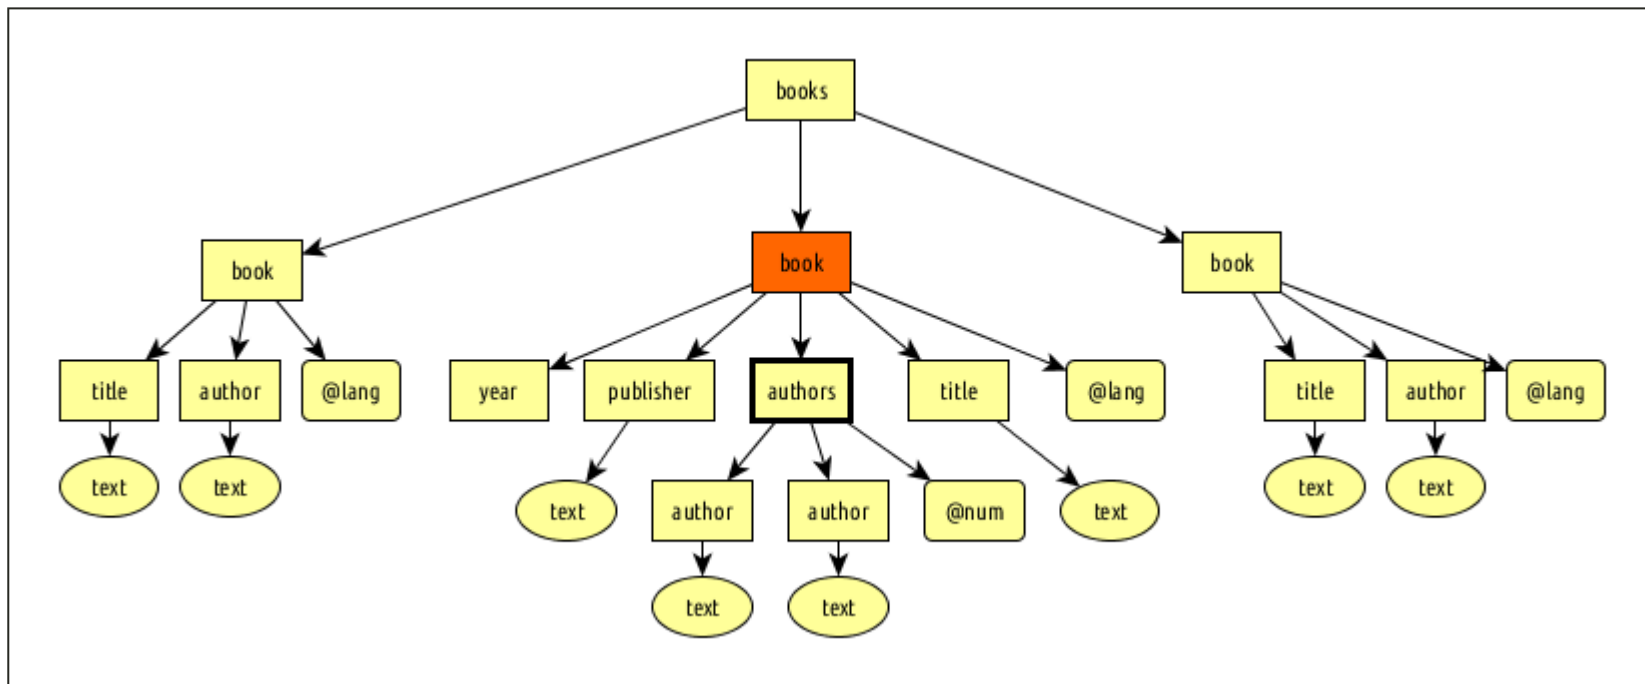 books
book
book
book
title
author
@lang
year
publisher
authors
title
@lang
title
author
@lang
text
text
text
author
author
@num
text
text
text
text
text